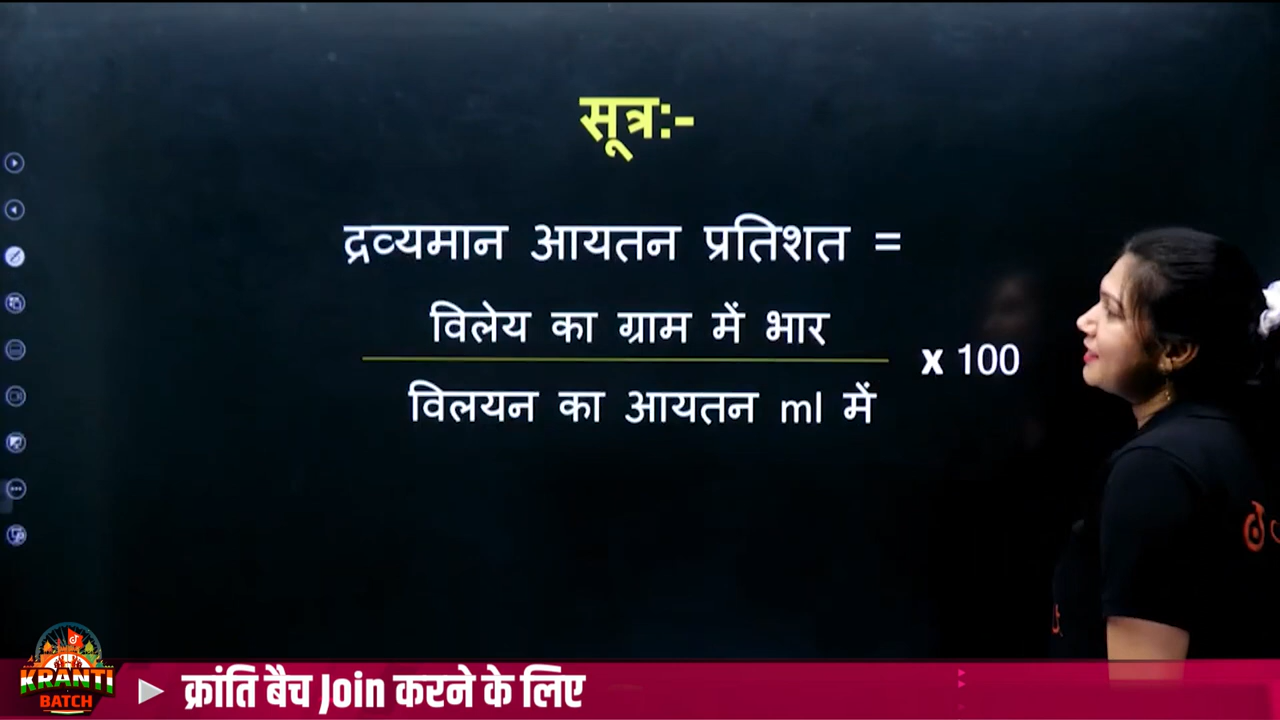 सूत्र:-
द्रव्यमान आयतन प्रतिशत =
विलेय का ग्राम में भार
x 100
विलयन का आयतन ml में
KRANTI
BATCH
क्रांति बैच Join करने के लिए